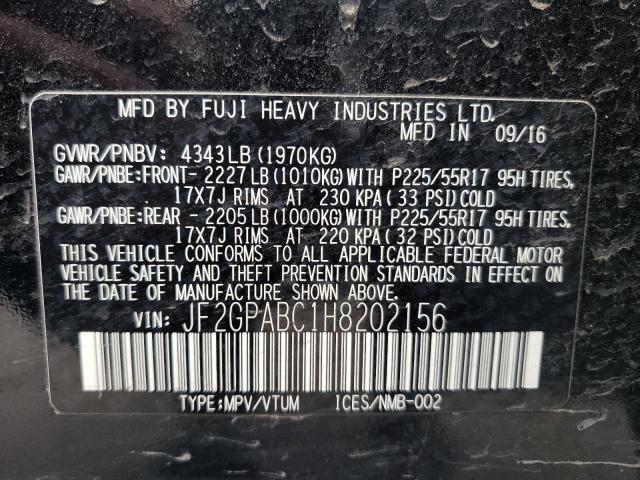 MFD BY FUJI HEAVY INDUSTRIES LTD.
MFD IN 09/16
GVWR/PNBV: 4343LB (1970KG)
GAWR/PNBE:FRONT- 2227 LB (1010KG) WITH P225/55R17 95H TIRES,
17X7J RIMS AT 230 KPA (33 PSI) COLD
GAWR/PNBE:REAR - 2205 LB (1000KG) WITH P225/55R17 95H TIRES,
17X7J RIMS AT 220 KPA (32 PSI) COLD
THIS VEHICLE CONFORMS TO ALL APPLICABLE FEDERAL MOTOR
VEHICLE SAFETY AND THEFT PREVENTION STANDARDS IN EFFECT ON
THE DATE OF MANUFACTURE SHOWN ABOVE.
VIN: JF2GPABC1H8202156
TYPE:MPV/VTUM ICES/NMB-002